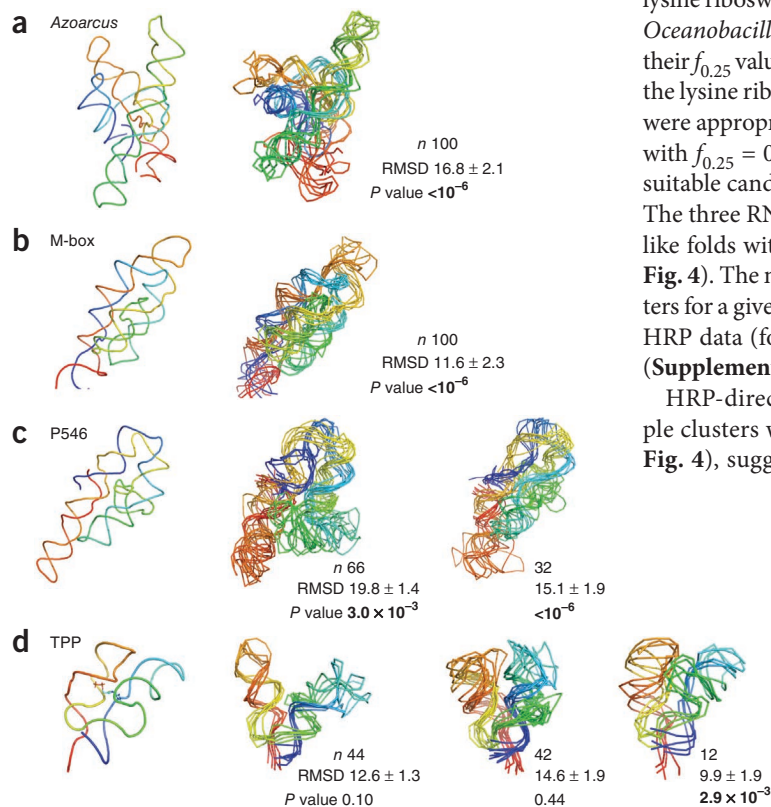 a Azoarcus
n 100
RMSD 16.8 ± 2.1
P value <10⁻⁶
b M-box
n 100
RMSD 11.6 ± 2.3
P value <10⁻⁶
c P546
n 66
RMSD 19.8 ± 1.4
P value 3.0 × 10⁻³
32
15.1 ± 1.9
<10⁻⁶
d TPP
n 44
RMSD 12.6 ± 1.3
P value 0.10
42
14.6 ± 1.9
0.44
12
9.9 ± 1.9
2.9 × 10⁻³
lysine ribosw
Oceanobacill
their f0.25 valu
the lysine rib
were appropr
with f0.25 = 0
suitable cand
The three RN
like folds wit
Fig. 4). The n
ters for a give
HRP data (fo
(Supplemen
HRP-direc
ple clusters w
Fig. 4), sugg